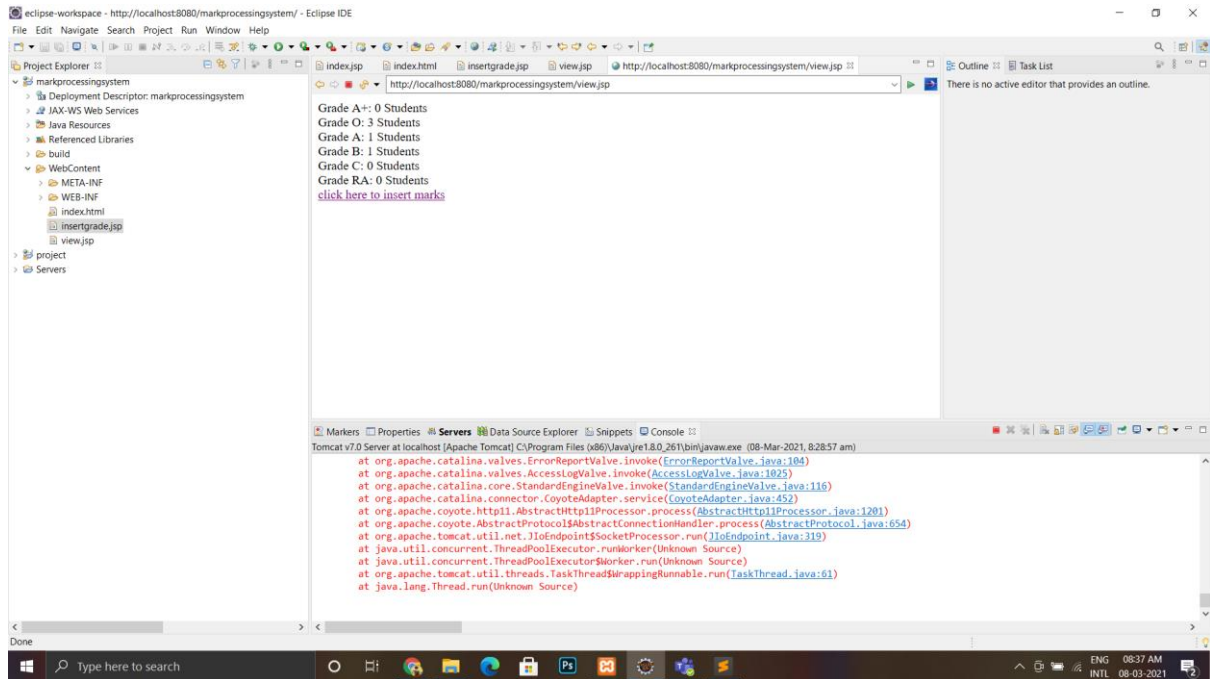 eclipse-workspace - http://localhost:8080/markprocessingsystem/ - Eclipse IDE
File Edit Navigate Search Project Run Window Help
Project Explorer
markprocessingsystem
Deployment Descriptor: markprocessingsystem
JAX-WS Web Services
Java Resources
Referenced Libraries
build
WebContent
META-INF
WEB-INF
index.html
insertgrade.jsp
view.jsp
project
Servers
index.jsp index.html insertgrade.jsp view.jsp http://localhost:8080/markprocessingsystem/view.jsp
http://localhost:8080/markprocessingsystem/view.jsp
Grade A+: 0 Students
Grade O: 3 Students
Grade A: 1 Students
Grade B: 1 Students
Grade C: 0 Students
Grade RA: 0 Students
click here to insert marks
Outline Task List
There is no active editor that provides an outline.
Markers Properties Servers Data Source Explorer Snippets Console
Tomcat v7.0 Server at localhost [Apache Tomcat] C:\Program Files (x86)\Java\jre1.8.0_261\bin\javaw.exe (08-Mar-2021, 8:28:57 am)
at org.apache.catalina.valves.ErrorReportValve.invoke(ErrorReportValve.java:104)
at org.apache.catalina.valves.AccessLogValve.invoke(AccessLogValve.java:1025)
at org.apache.catalina.core.StandardEngineValve.invoke(StandardEngineValve.java:116)
at org.apache.catalina.connector.CoyoteAdapter.service(CoyoteAdapter.java:452)
at org.apache.coyote.http11.AbstractHttp11Processor.process(AbstractHttp11Processor.java:1201)
at org.apache.coyote.AbstractProtocol$AbstractConnectionHandler.process(AbstractProtocol.java:654)
at org.apache.tomcat.util.net.JIoEndpoint$SocketProcessor.run(JIoEndpoint.java:319)
at java.util.concurrent.ThreadPoolExecutor.runWorker(Unknown Source)
at java.util.concurrent.ThreadPoolExecutor$Worker.run(Unknown Source)
at org.apache.tomcat.util.threads.TaskThread$WrappingRunnable.run(TaskThread.java:61)
at java.lang.Thread.run(Unknown Source)
Done
Type here to search
Ps
ENG 08:37 AM
INTL 08-03-2021
2